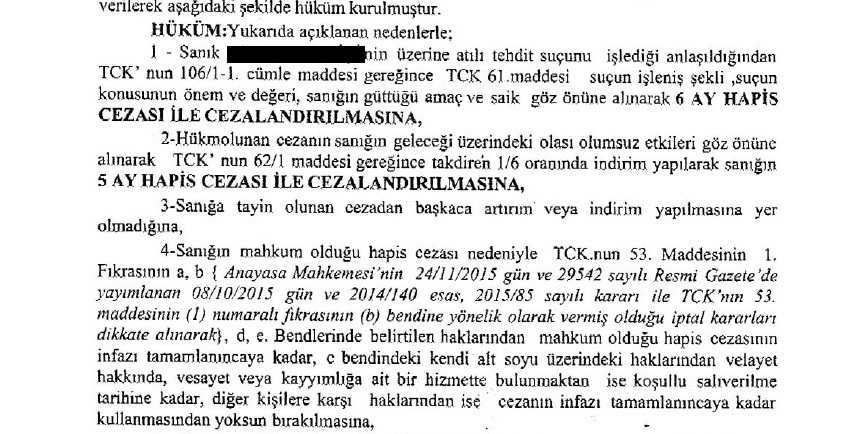 verilerek aşağıdaki şekilde hüküm kurulmuştur.
HÜKÜM:Yukarıda açıklanan nedenlerle;
1 - Sanık nin üzerine atılı tehdit suçunu işlediği anlaşıldığından
TCK' nun 106/1-1. cümle maddesi gereğince TCK 61.maddesi suçun işleniş şekli ,suçun
konusunun önem ve değeri, sanığın güttüğü amaç ve saik göz önüne alınarak 6 AY HAPİS
CEZASI İLE CEZALANDIRILMASINA,
2-Hükmolunan cezanın sanığın geleceği üzerindeki olası olumsuz etkileri göz önüne
alınarak TCK' nun 62/1 maddesi gereğince takdiren 1/6 oranında indirim yapılarak sanığın
5 AY HAPİS CEZASI İLE CEZALANDIRILMASINA,
3-Sanığa tayin olunan cezadan başkaca artırım veya indirim yapılmasına yer
olmadığına,
4-Sanığın mahkum olduğu hapis cezası nedeniyle TCK.nun 53. Maddesinin 1.
Fıkrasının a, b { Anayasa Mahkemesi'nin 24/11/2015 gün ve 29542 sayılı Resmi Gazete'de
yayımlanan 08/10/2015 gün ve 2014/140 esas, 2015/85 sayılı kararı ile TCK'nın 53.
maddesinin (1) numaralı fıkrasının (b) bendine yönelik olarak vermiş olduğu iptal kararları
dikkate alınarak}, d, e. Bendlerinde belirtilen haklarından mahkum olduğu hapis cezasının
infazı tamamlanıncaya kadar, c bendindeki kendi alt soyu üzerindeki haklarından velayet
hakkında, vesayet veya kayyımlığa ait bir hizmette bulunmaktan ise koşullu salıverilme
tarihine kadar, diğer kişilere karşı haklarından ise cezanın infazı tamamlanıncaya kadar
kullanmasından yoksun bırakılmasına,